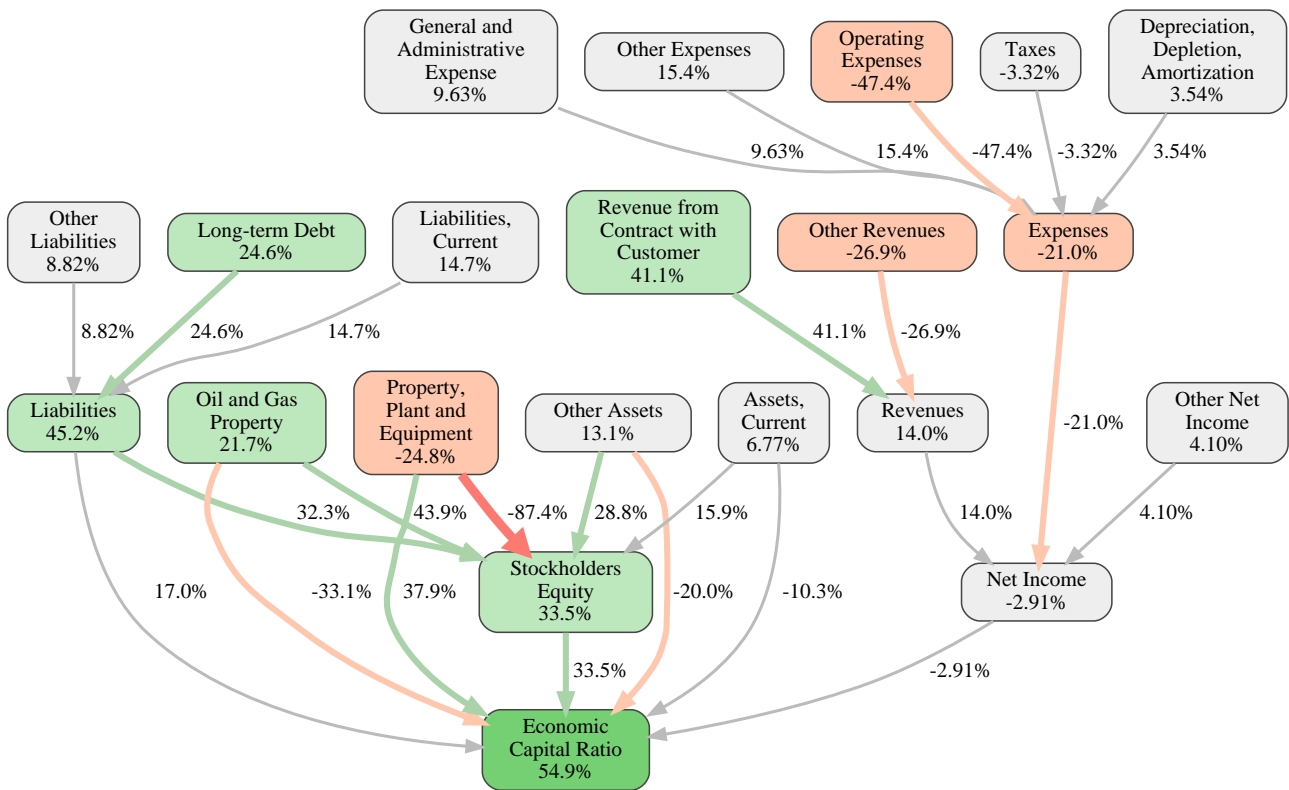 General and
Administrative
Expense
9.63%
Other Expenses
15.4%
Operating
Expenses
-47.4%
Taxes
-3.32%
Depreciation,
Depletion,
Amortization
3.54%
9.63%
15.4%
-47.4%
-3.32%
3.54%
Other
Liabilities
8.82%
Long-term Debt
24.6%
Liabilities,
Current
14.7%
Revenue from
Contract with
Customer
41.1%
Other Revenues
-26.9%
Expenses
-21.0%
8.82%
24.6%
14.7%
41.1%
-26.9%
-21.0%
Liabilities
45.2%
Oil and Gas
Property
21.7%
Property,
Plant and
Equipment
-24.8%
Other Assets
13.1%
Assets,
Current
6.77%
Revenues
14.0%
Other Net
Income
4.10%
32.3%
43.9%
-87.4%
28.8%
15.9%
14.0%
4.10%
17.0%
-33.1%
37.9%
Stockholders
Equity
33.5%
-20.0%
-10.3%
Net Income
-2.91%
33.5%
-2.91%
Economic
Capital Ratio
54.9%